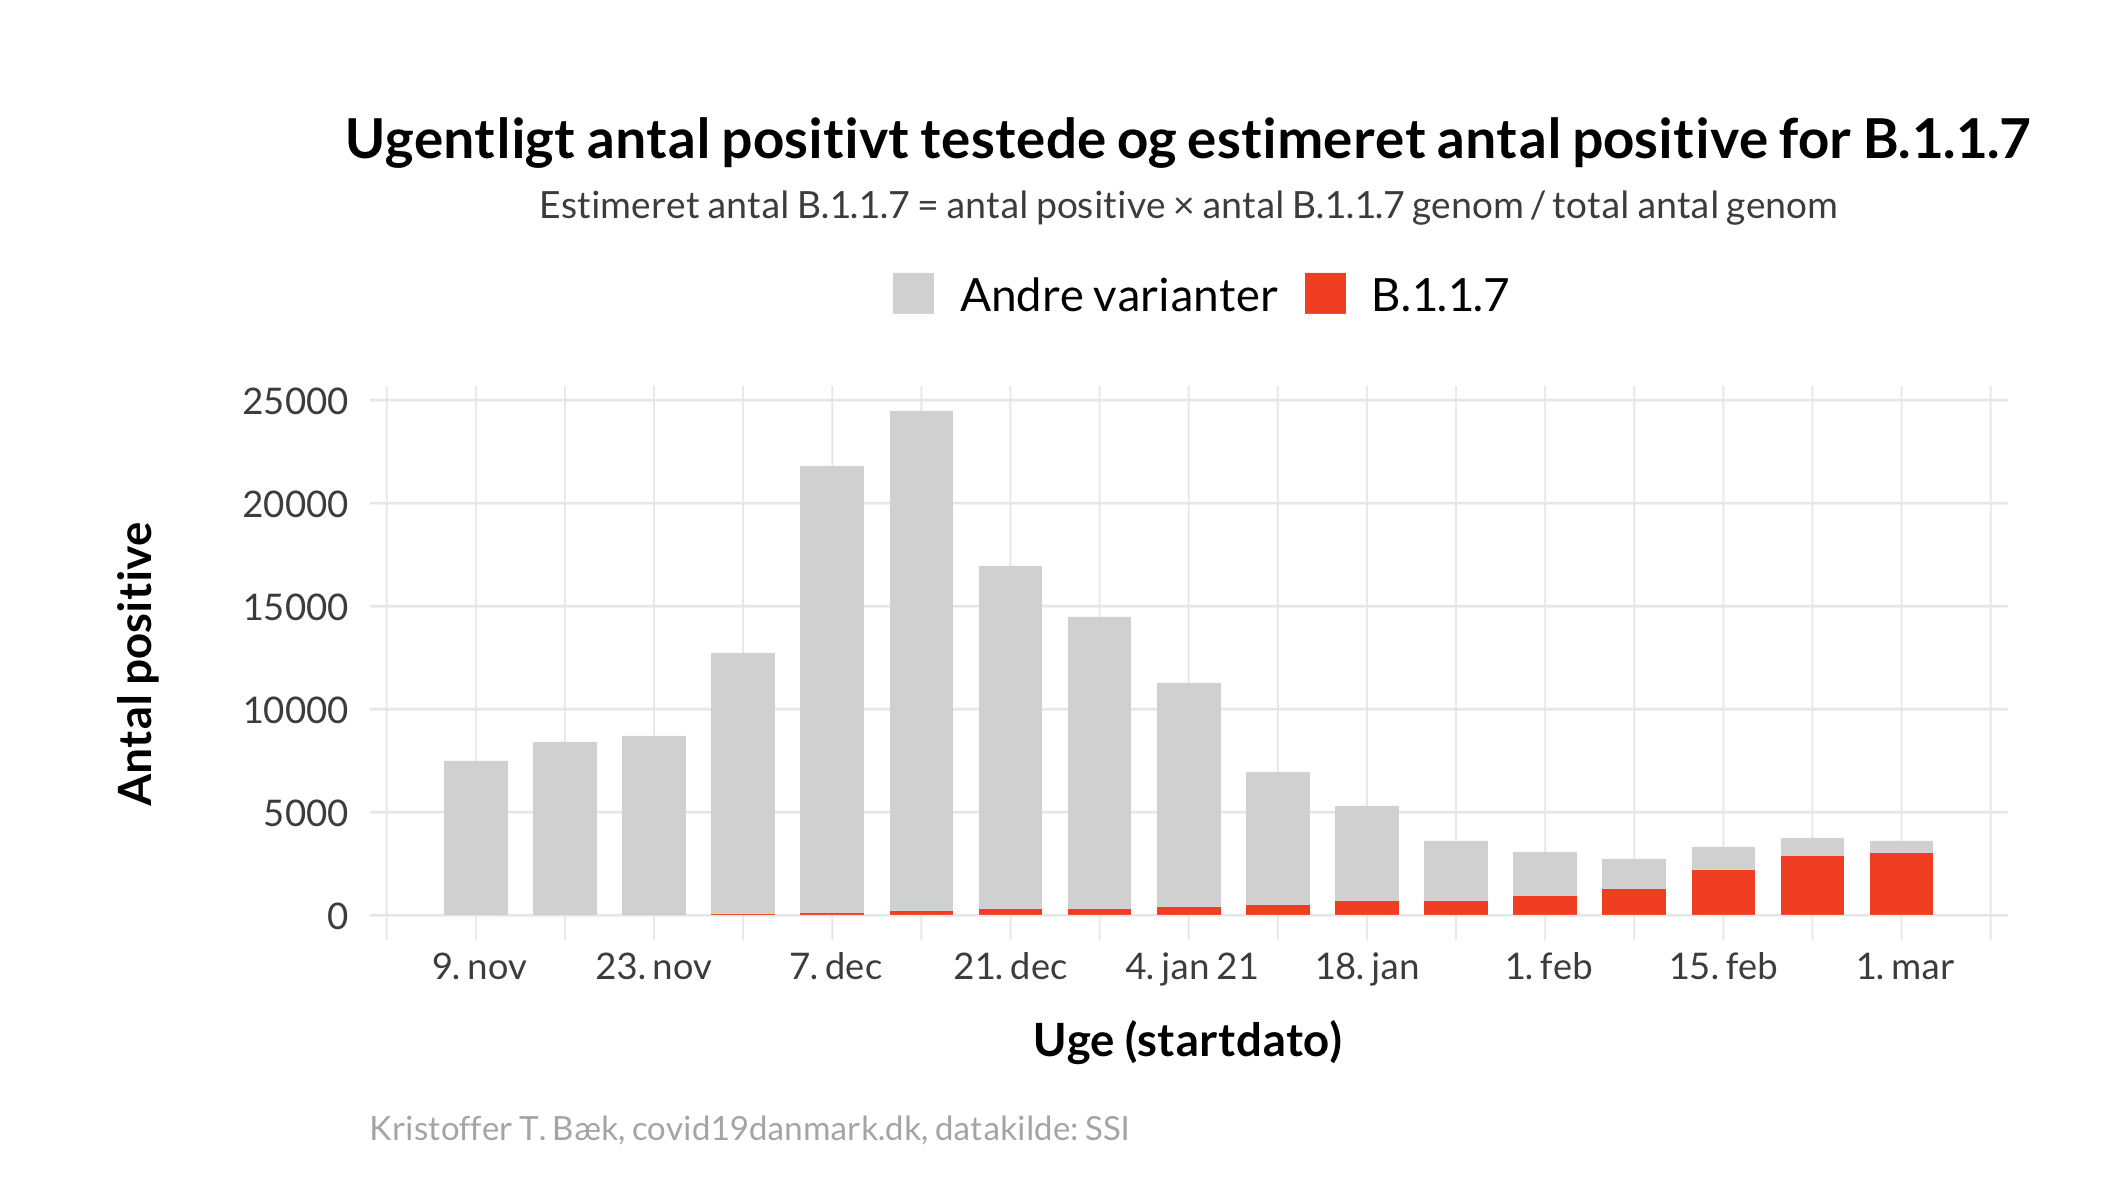 Ugentligt antal positivt testede og estimeret antal positive for B.1.1.7
Estimeret antal B.1.1.7 = antal positive × antal B.1.1.7 genom / total antal genom
Andre varianter B.1.1.7
Antal positive
25000
20000
15000
10000
5000
0
9. nov 23. nov 7. dec 21. dec 4. jan 21 18. jan 1. feb 15. feb 1. mar
Uge (startdato)
Kristoffer T. Bæk, covid19danmark.dk, datakilde: SSI